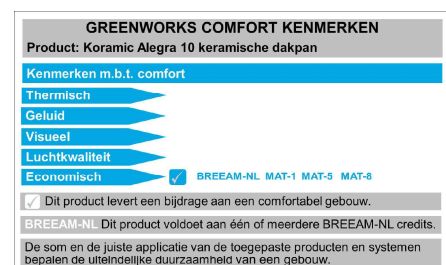 GREENWORKS COMFORT KENMERKEN
Product: Koramic Alegra 10 keramische dakpan
Kenmerken m.b.t. comfort
Thermisch
Geluid
Visueel
Luchtkwaliteit
Economisch BREEAM-NL MAT-1 MAT-5 MAT-8
Dit product levert een bijdrage aan een comfortabel gebouw.
BREEAM-NL Dit product voldoet aan één of meerdere BREEAM-NL credits.
De som en de juiste applicatie van de toegepaste producten en systemen
bepalen de uiteindelijke duurzaamheid van een gebouw.